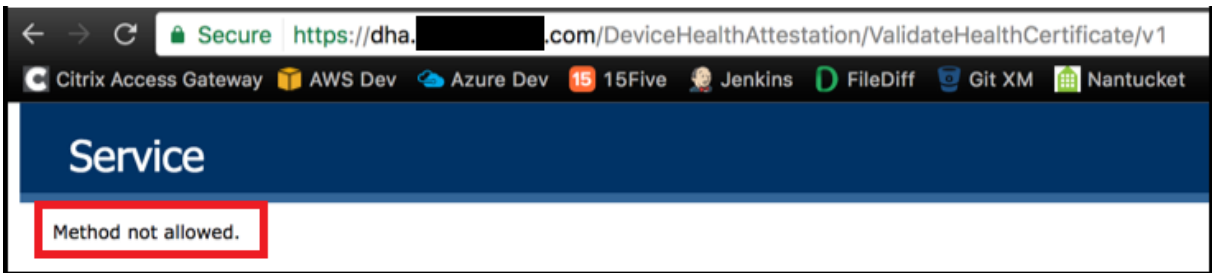 Secure https://dha. .com/DeviceHealthAttestation/ValidateHealthCertificate/v1
Citrix Access Gateway AWS Dev Azure Dev 15 15Five Jenkins D FileDiff Git XM Nantucket
Service
Method not allowed.